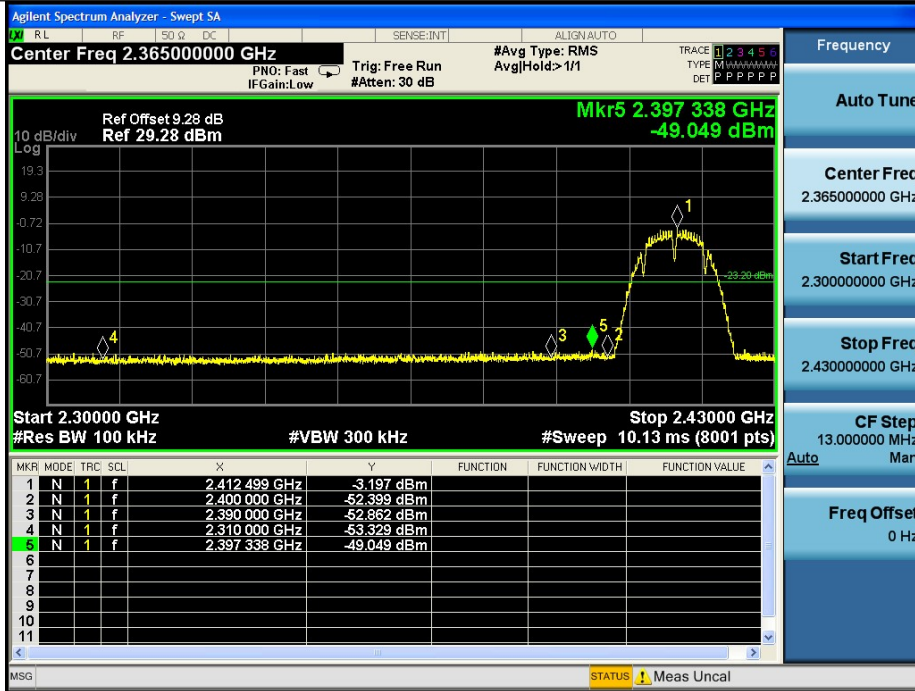 Agilent Spectrum Analyzer - Swept SA
LXI RL RF 50 Ω DC SENSE:INT ALIGN AUTO
Center Freq 2.365000000 GHz
PNO: Fast
IFGain:Low
Trig: Free Run
#Atten: 30 dB
#Avg Type: RMS
Avg|Hold:>1/1
TRACE 1 2 3 4 5 6
TYPE M W W W W W
DET P P P P P P
Mkr5 2.397 338 GHz
-49.049 dBm
Ref Offset 9.28 dB
10 dB/div Ref 29.28 dBm
Log
19.3
9.28
-0.72
-10.7
-20.7
-30.7
-40.7
-50.7
-60.7
1
-23.20 dBm
4
3
5
2
Start 2.30000 GHz Stop 2.43000 GHz
#Res BW 100 kHz #VBW 300 kHz #Sweep 10.13 ms (8001 pts)
MKR MODE TRC SCL X Y FUNCTION FUNCTION WIDTH FUNCTION VALUE
1 N 1 f 2.412 499 GHz -3.197 dBm
2 N 1 f 2.400 000 GHz -52.399 dBm
3 N 1 f 2.390 000 GHz -52.862 dBm
4 N 1 f 2.310 000 GHz -53.329 dBm
5 N 1 f 2.397 338 GHz -49.049 dBm
6
7
8
9
10
11
MSG STATUS Meas Uncal
Frequency
Auto Tune
Center Freq
2.365000000 GHz
Start Freq
2.300000000 GHz
Stop Freq
2.430000000 GHz
CF Step
13.000000 MHz
Auto Man
Freq Offset
0 Hz